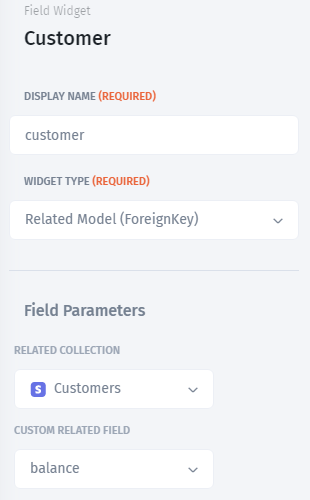 Field Widget
Customer
DISPLAY NAME (REQUIRED)
customer
WIDGET TYPE (REQUIRED)
Related Model (ForeignKey)
Field Parameters
RELATED COLLECTION
S Customers
CUSTOM RELATED FIELD
balance